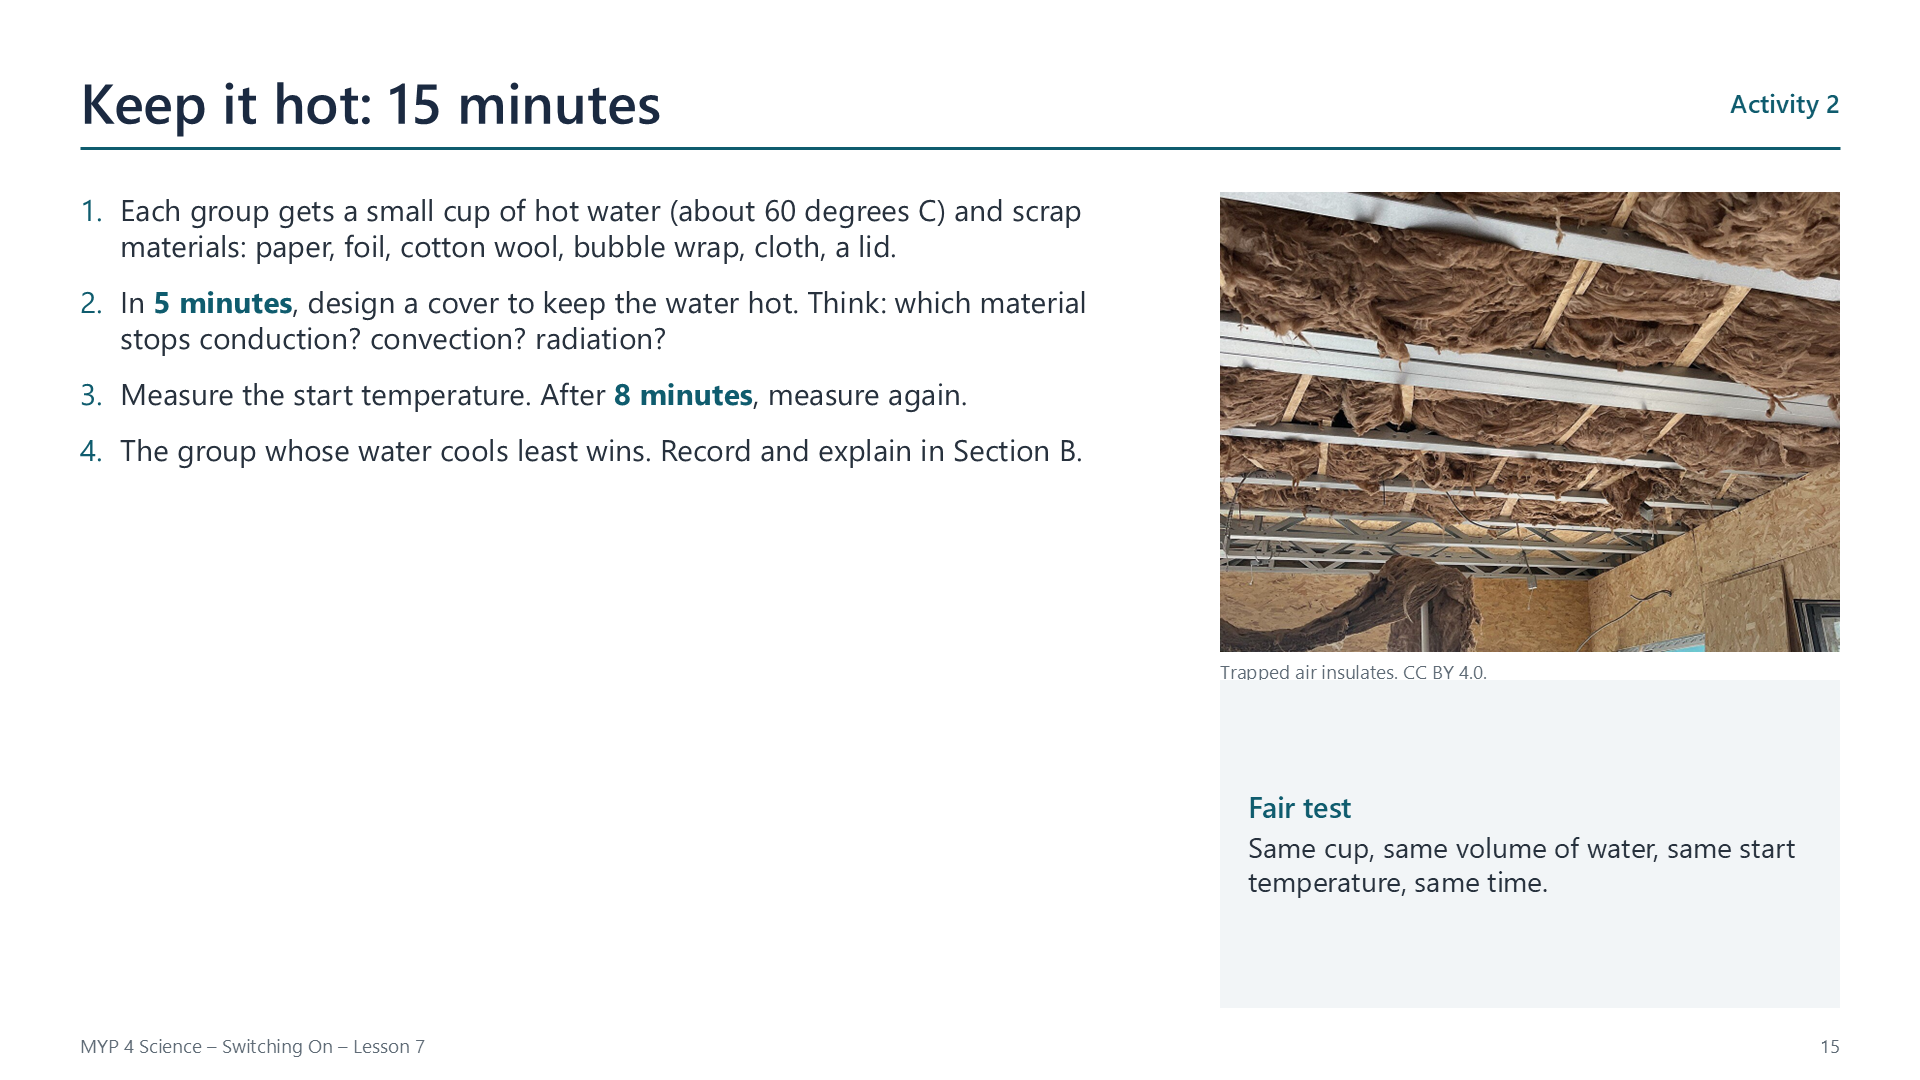 Keep it hot: 15 minutes
Activity 2
1. Each group gets a small cup of hot water (about 60 degrees C) and scrap
materials: paper, foil, cotton wool, bubble wrap, cloth, a lid.
2. In 5 minutes, design a cover to keep the water hot. Think: which material
stops conduction? convection? radiation?
3. Measure the start temperature. After 8 minutes, measure again.
4. The group whose water cools least wins. Record and explain in Section B.
Trapped air insulates. CC BY 4.0.
Fair test
Same cup, same volume of water, same start
temperature, same time.
MYP 4 Science – Switching On – Lesson 7
15